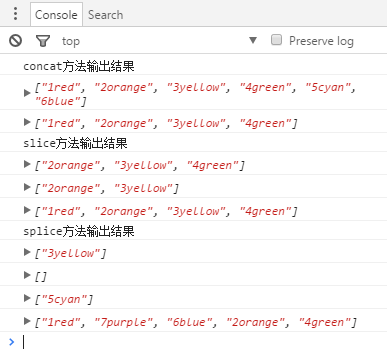 Console Search
top Preserve log
concat方法输出结果
["1red", "2orange", "3yellow", "4green", "5cyan",
"6blue"]
["1red", "2orange", "3yellow", "4green"]
slice方法输出结果
["2orange", "3yellow", "4green"]
["2orange", "3yellow"]
["1red", "2orange", "3yellow", "4green"]
splice方法输出结果
["3yellow"]
[]
["5cyan"]
["1red", "7purple", "6blue", "2orange", "4green"]